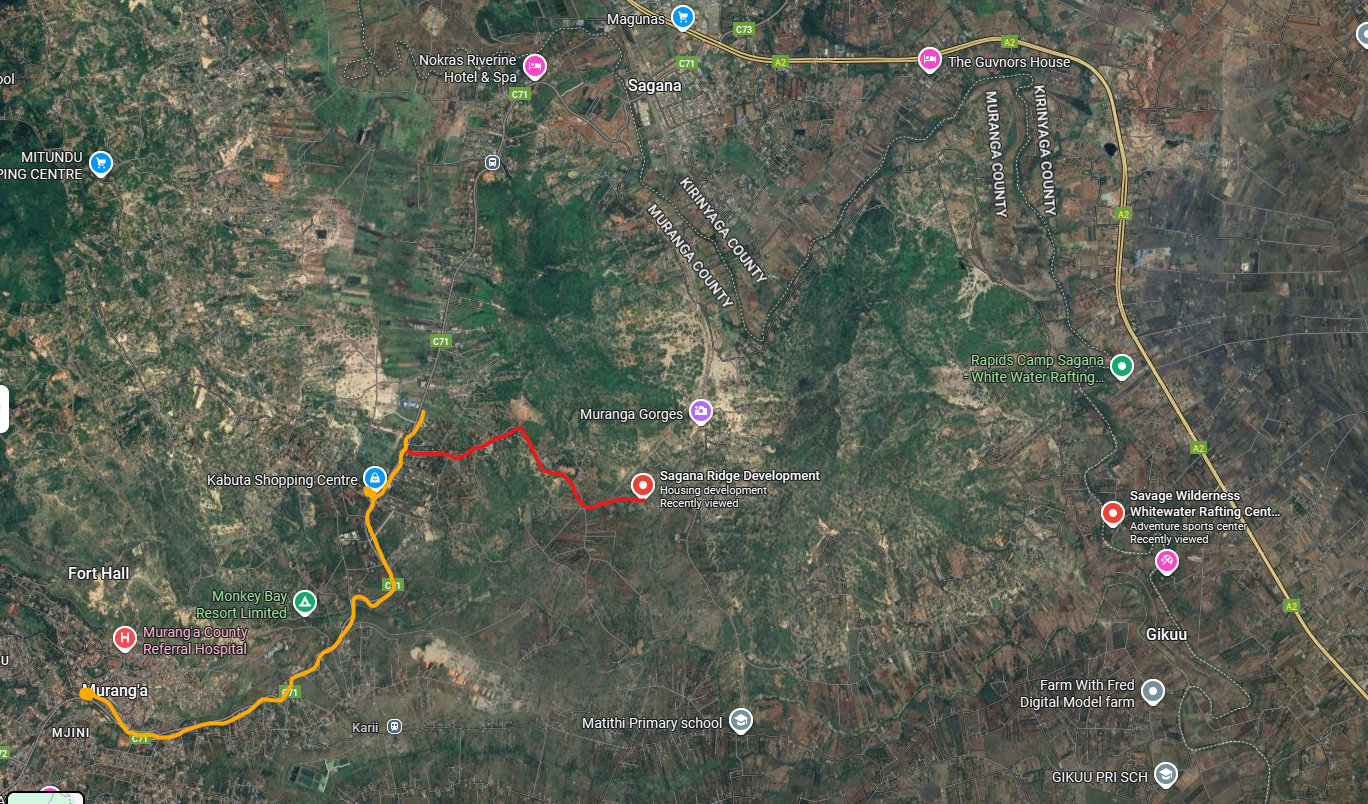 Magunas
C73
A2
Nokras Riverine
Hotel & Spa
C71
A2
The Guvnors House
Sagana
C71
ool
MITUNDU
PING CENTRE
MURANGA COUNTY
KIRINYAGA COUNTY
KIRINYAGA COUNTY
MURANGA COUNTY
A2
C71
Rapids Camp Sagana
- White Water Rafting...
Muranga Gorges
A2
Kabuta Shopping Centre
Sagana Ridge Development
Housing development
Recently viewed
Savage Wilderness
Whitewater Rafting Cent...
Adventure sports center
Recently viewed
Fort Hall
Monkey Bay
Resort Limited
A2
Murang'a County
Referral Hospital
Gikuu
U
Murang'a
C71
Farm With Fred
Digital Model farm
MJINI
C71
Karii
Matithi Primary school
72
GIKUU PRI SCH